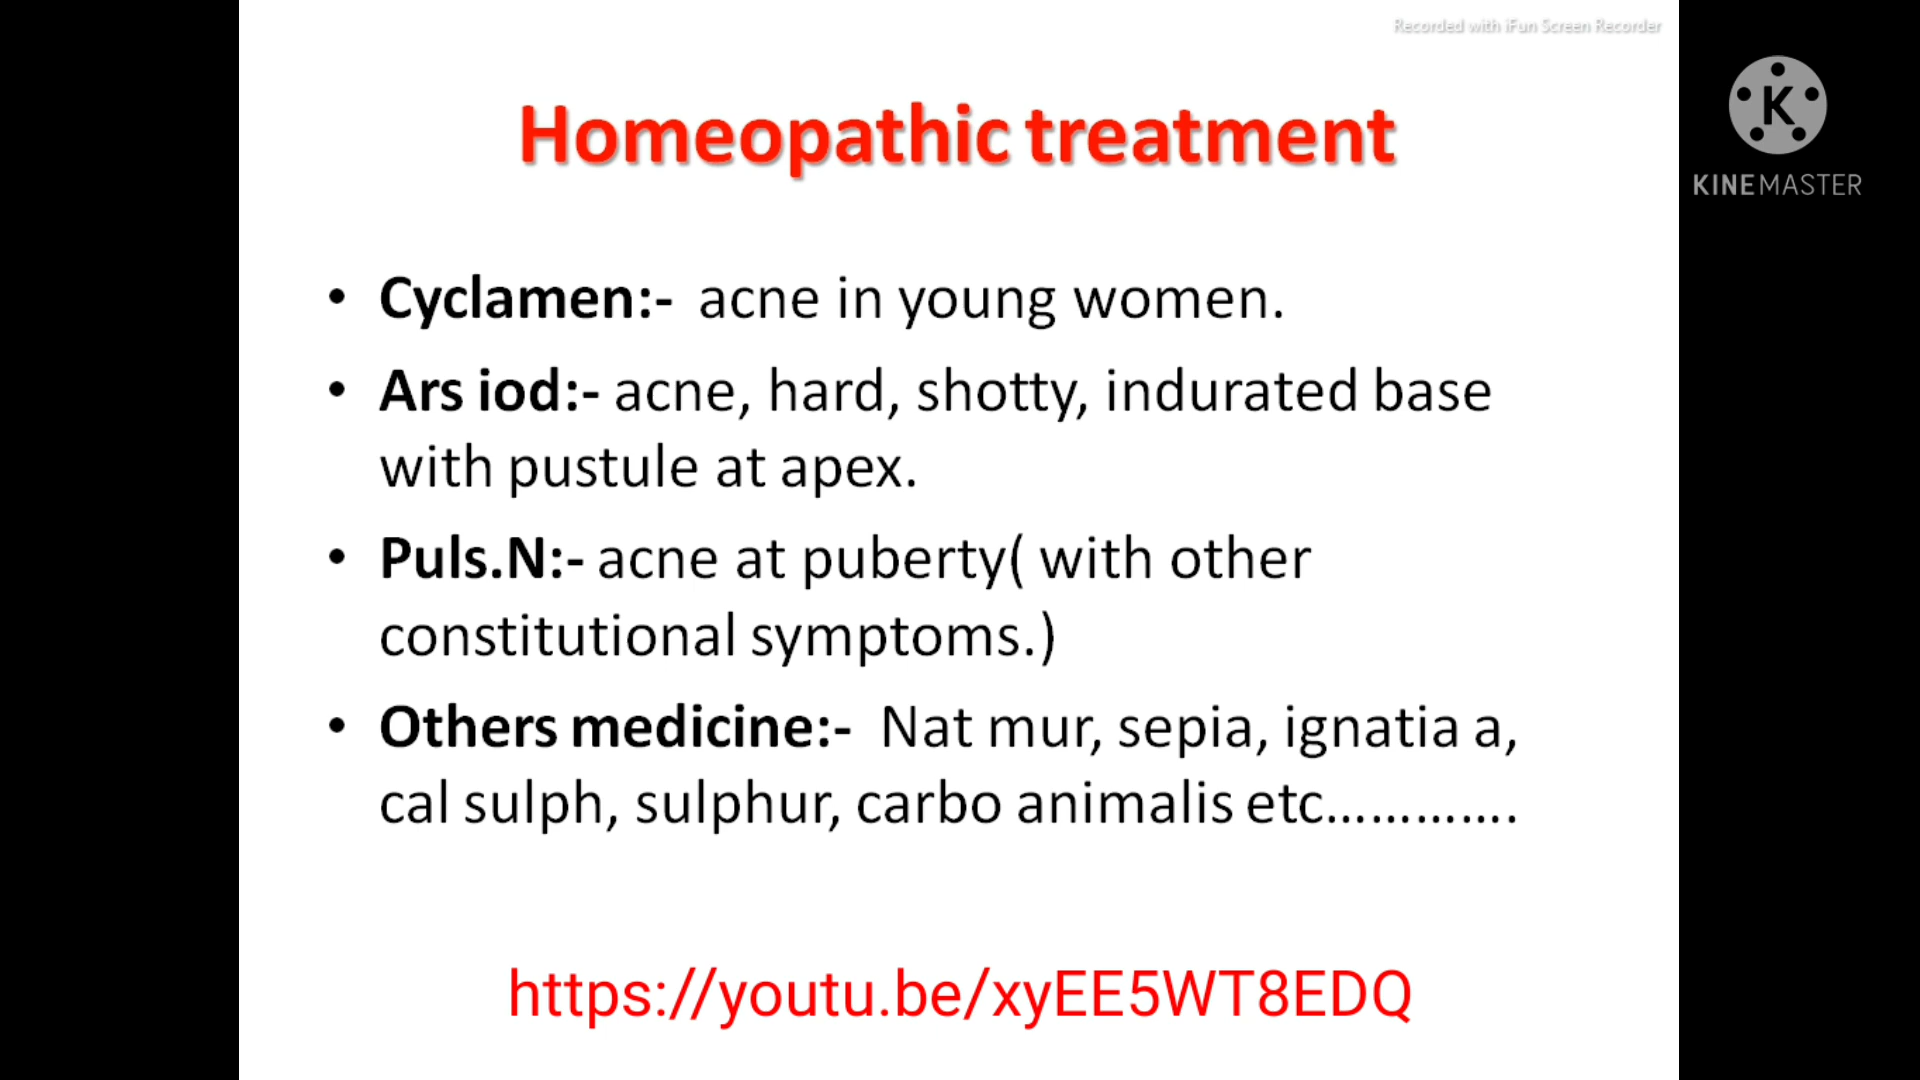 Recorded with iFun Screen Recorder
K
KINEMASTER
Homeopathic treatment
• Cyclamen:- acne in young women.
• Ars iod:- acne, hard, shotty, indurated base
with pustule at apex.
• Puls.N:- acne at puberty( with other
constitutional symptoms.)
• Others medicine:- Nat mur, sepia, ignatia a,
cal sulph, sulphur, carbo animalis etc.............
https://youtu.be/xyEE5WT8EDQ